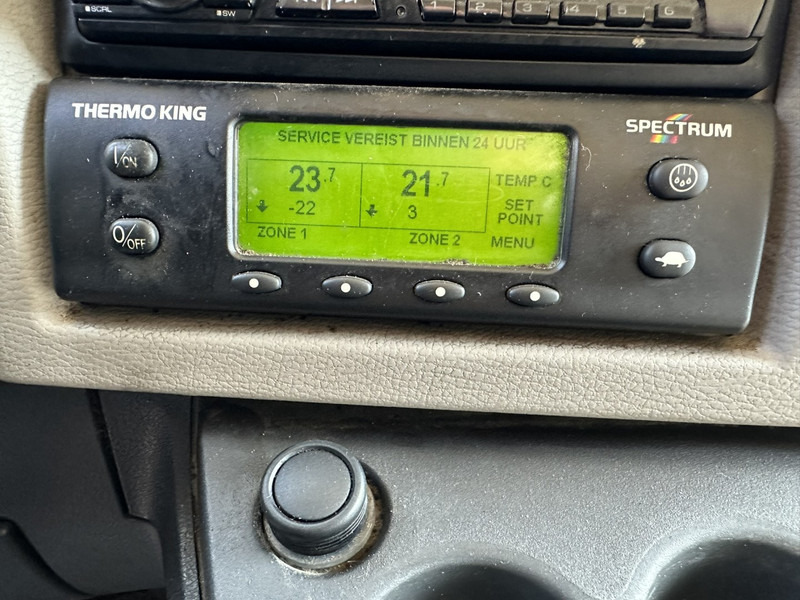 SCRL
SW
2 3 4 5 6
THERMO KING
SPECTRUM
I/ON
O/OFF
SERVICE VEREIST BINNEN 24 UUR
23.7 21.7 TEMP C
-22 3 SET POINT
ZONE 1 ZONE 2 MENU